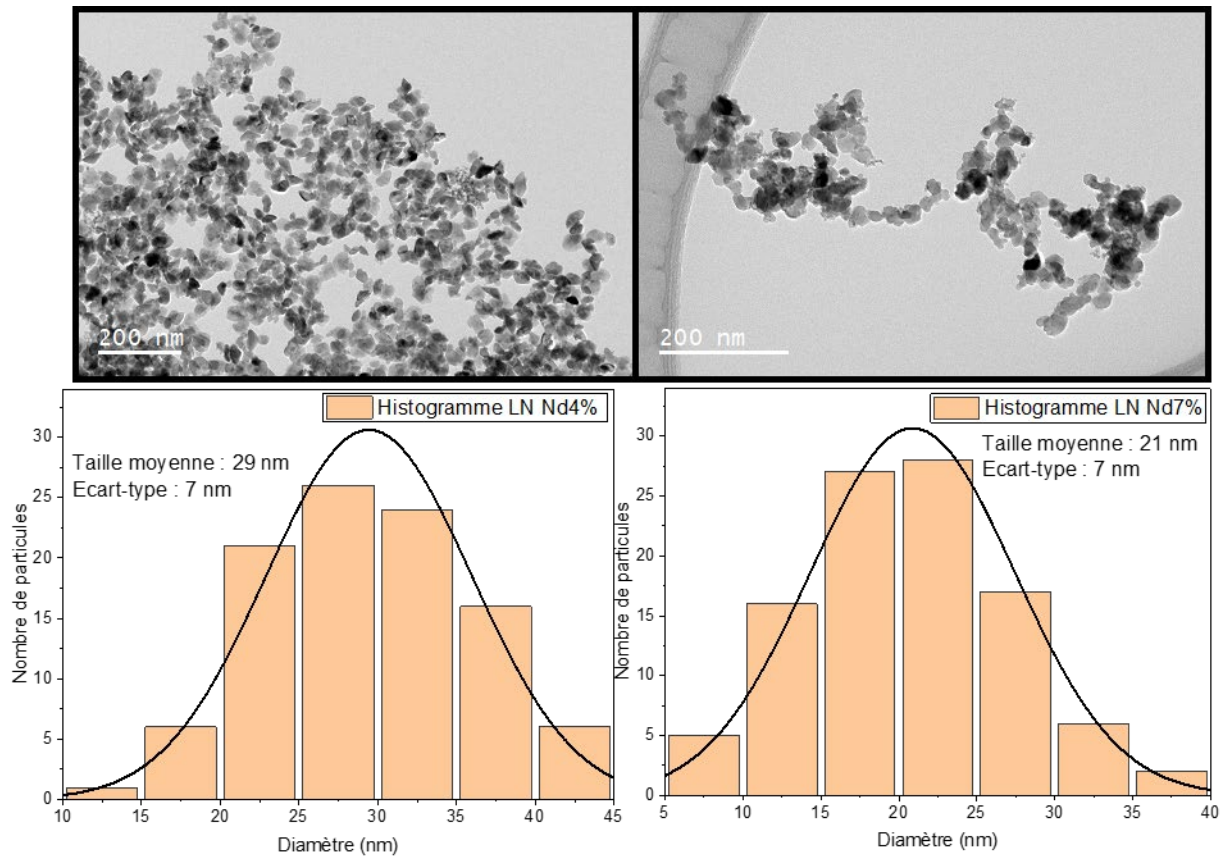 200 nm
200 nm
Histogramme LN Nd4%
Taille moyenne : 29 nm
Ecart-type : 7 nm
Nombre de particules
30
25
20
15
10
5
0
10 15 20 25 30 35 40 45
Diamètre (nm)
Histogramme LN Nd7%
Taille moyenne : 21 nm
Ecart-type : 7 nm
Nombre de particules
30
25
20
15
10
5
0
5 10 15 20 25 30 35 40
Diamètre (nm)